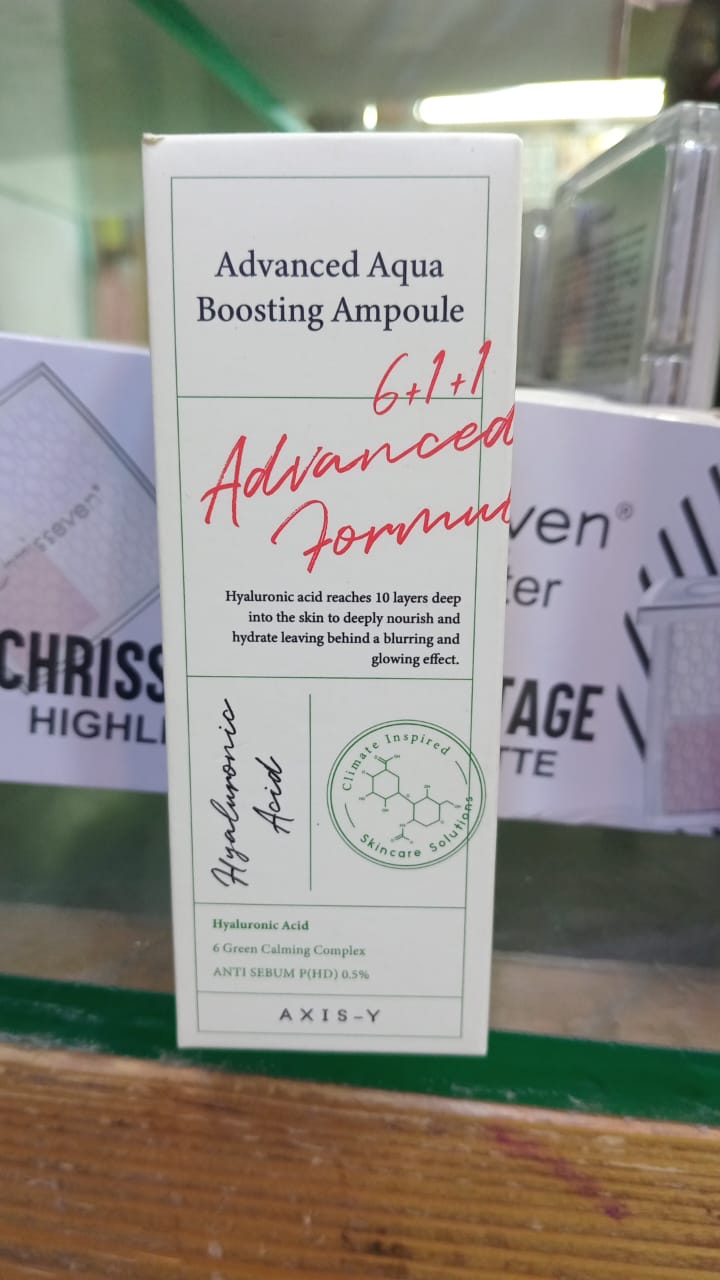 Advanced Aqua
Boosting Ampoule
6+1+1
Advanced
Formul
Hyaluronic acid reaches 10 layers deep
into the skin to deeply nourish and
hydrate leaving behind a blurring and
glowing effect.
Hyaluronic
Acid
Climate Inspired
Skincare Solutions
Hyaluronic Acid
6 Green Calming Complex
ANTI SEBUM P(HD) 0.5%
AXIS-Y
CHRISS
HIGHLI
ven®
ter
TAGE
TTE